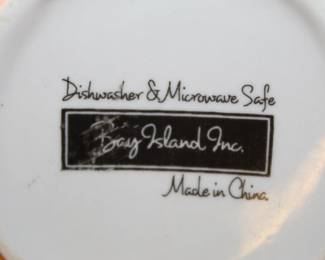 Dishwasher & Microwave Safe
Bay Island Inc.
Made in China